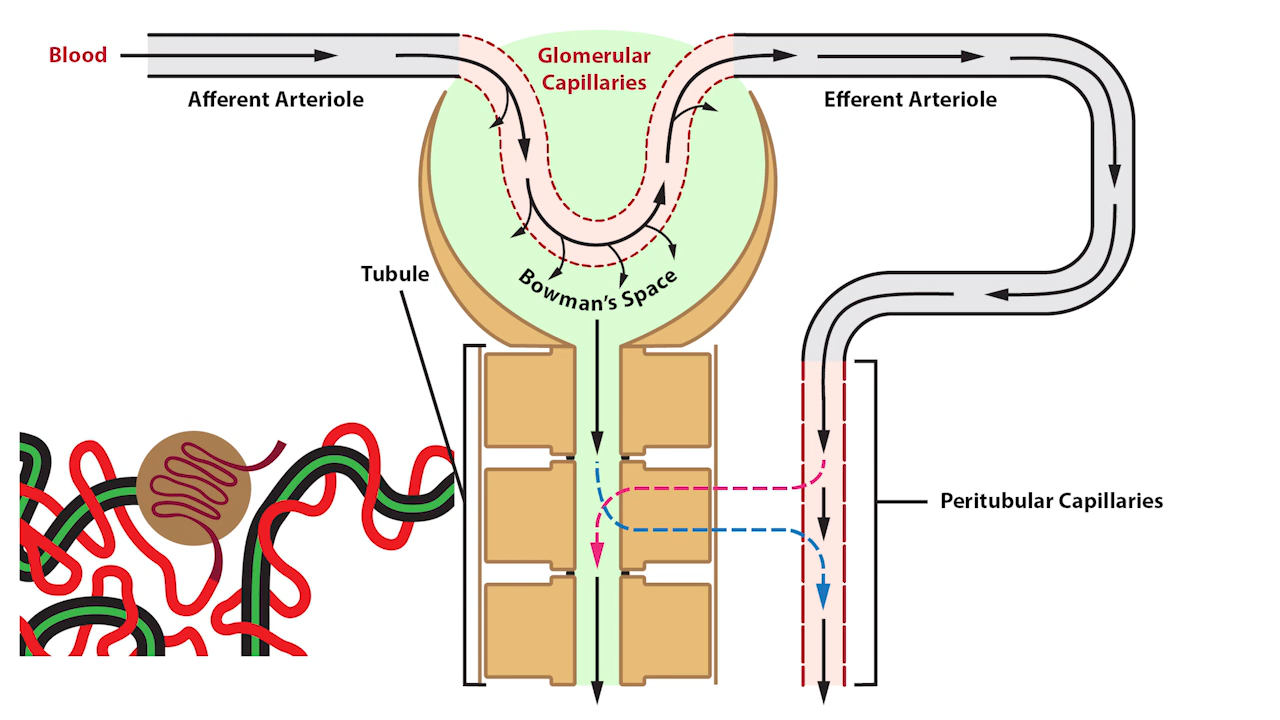 Blood
Glomerular
Capillaries
Afferent Arteriole
Efferent Arteriole
Tubule
Bowman's Space
Peritubular Capillaries